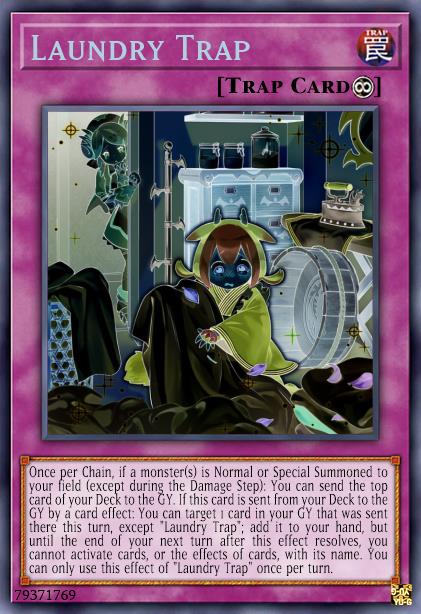 Laundry Trap
TRAP
罠
[Trap Card♾]
Once per Chain, if a monster(s) is Normal or Special Summoned to
your field (except during the Damage Step): You can send the top
card of your Deck to the GY. If this card is sent from your Deck to the
GY by a card effect: You can target 1 card in your GY that was sent
there this turn, except "Laundry Trap"; add it to your hand, but
until the end of your next turn after this effect resolves, you
cannot activate cards, or the effects of cards, with its name. You
can only use this effect of "Laundry Trap" once per turn.
79371769